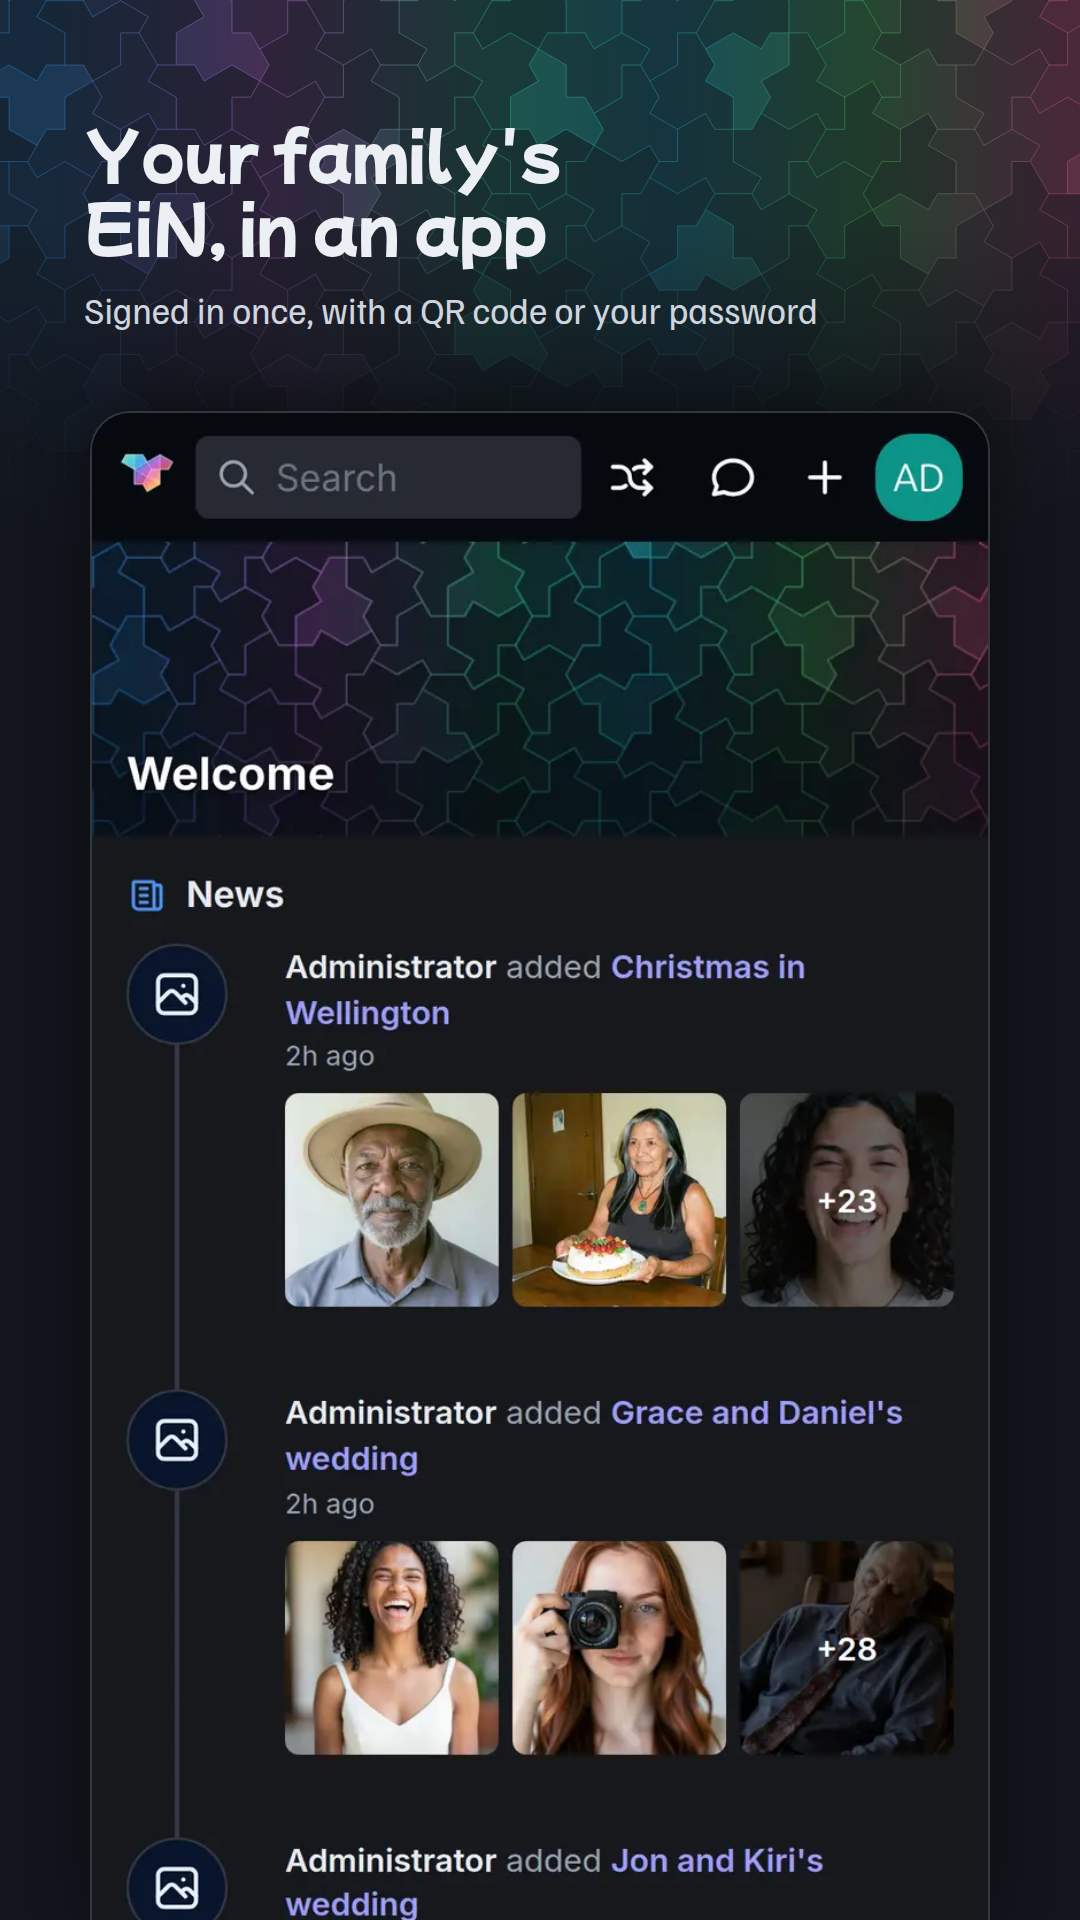 Your family's
EiN, in an app
Signed in once, with a QR code or your password
Search
AD
Welcome
News
Administrator added Christmas in
Wellington
2h ago
+23
Administrator added Grace and Daniel's
wedding
2h ago
+28
Administrator added Jon and Kiri's
wedding